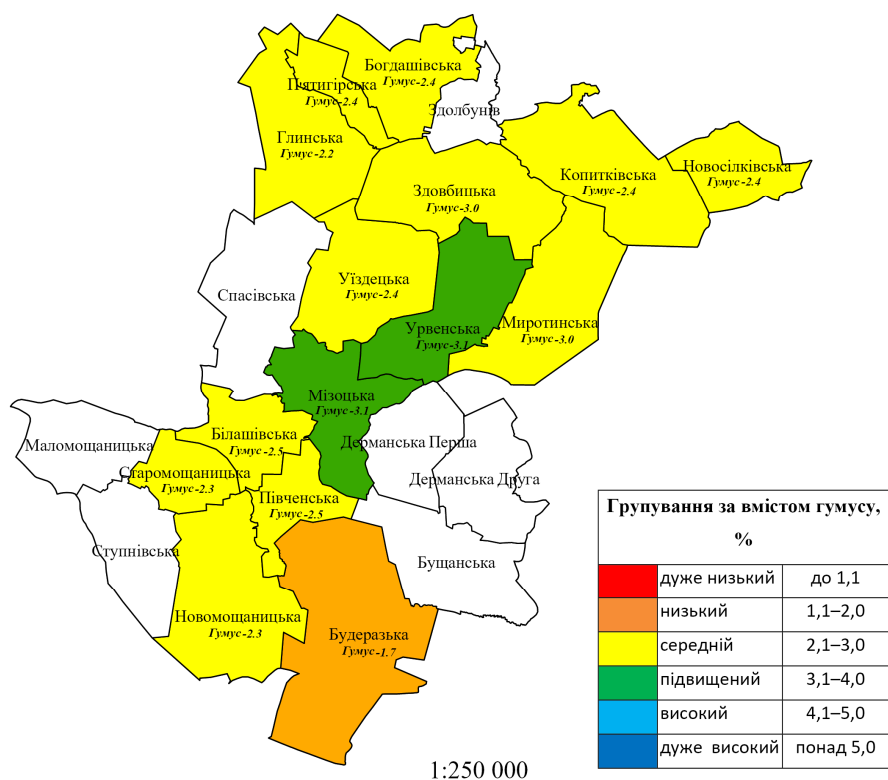 Богдашівська
Гумус-2.4
П'ятигірська
Гумус-2.4
Здолбунів
Глинська
Гумус-2.2
Копитківська
Гумус-2.4
Новосілківська
Гумус-2.4
Здовбицька
Гумус-3.0
Уїздецька
Гумус-2.4
Спасівська
Урвенська
Гумус-3.1
Миротинська
Гумус-3.0
Мізоцька
Гумус-3.1
Білашівська
Гумус-2.5
Маломощаницька
Дерманська Перша
Старомощаницька
Гумус-2.3
Дерманська Друга
Півченська
Гумус-2.5
Ступнівська
Бущанська
Новомощаницька
Гумус-2.3
Будеразька
Гумус-1.7
Групування за вмістом гумусу,
%
дуже низький до 1,1
низький 1,1–2,0
середній 2,1–3,0
підвищений 3,1–4,0
високий 4,1–5,0
дуже високий понад 5,0
1:250 000